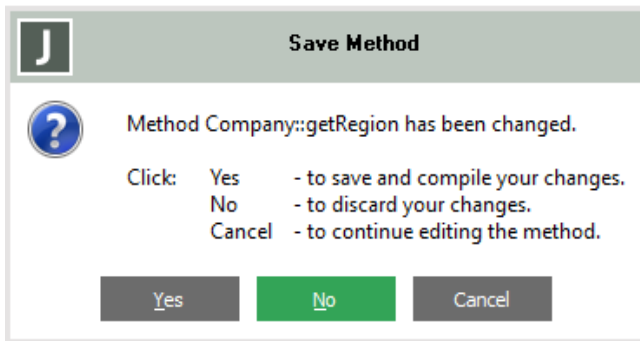 J
Save Method
?
Method Company::getRegion has been changed.
Click: Yes - to save and compile your changes.
No - to discard your changes.
Cancel - to continue editing the method.
Yes No Cancel